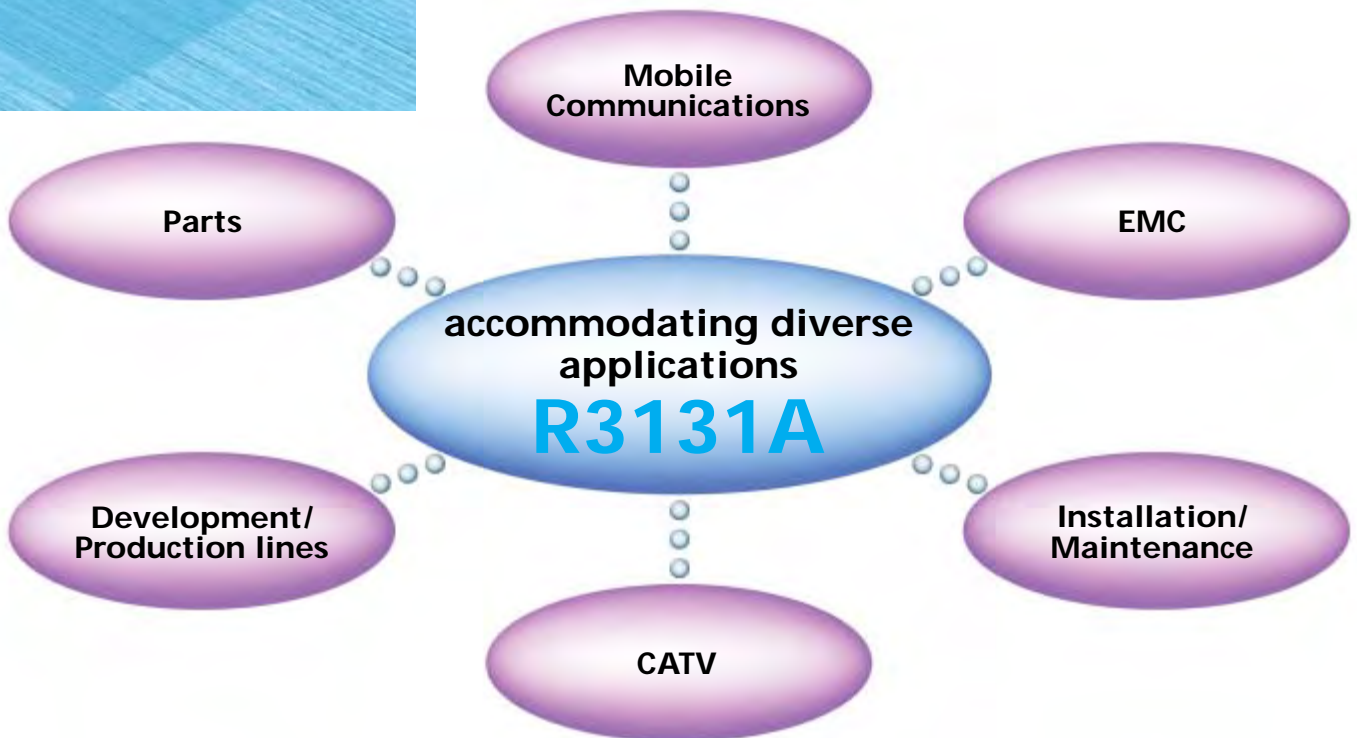 Mobile
Communications
Parts
EMC
accommodating diverse
applications
R3131A
Development/
Production lines
Installation/
Maintenance
CATV